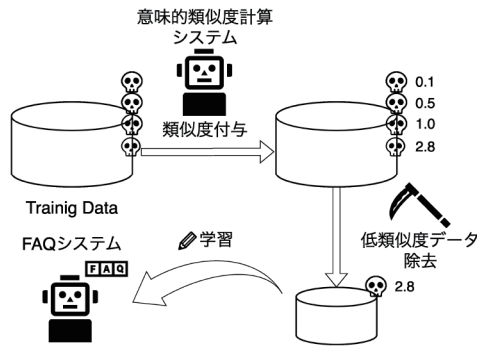 意味的類似度計算
システム
0.1
0.5
1.0
2.8
類似度付与
Trainig Data
低類似度データ
除去
FAQシステム
学習
FAQ
2.8